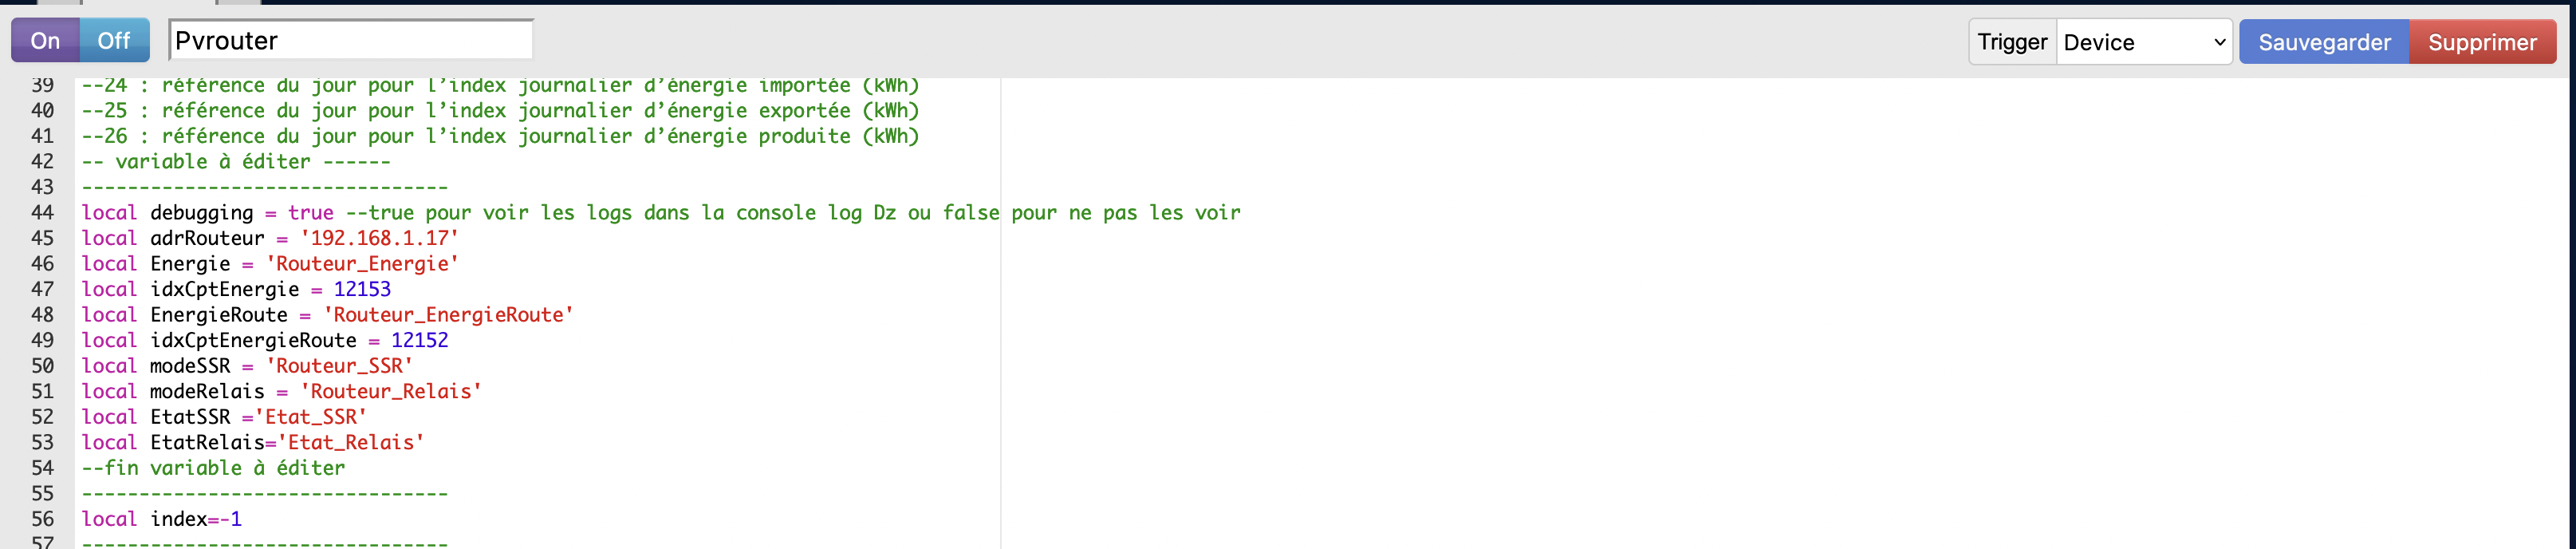 On Off Pvrouter Trigger Device Sauvegarder Supprimer
39 --24 : référence du jour pour l’index journalier d’énergie importée (kWh)
40 --25 : référence du jour pour l’index journalier d’énergie exportée (kWh)
41 --26 : référence du jour pour l’index journalier d’énergie produite (kWh)
42 -- variable à éditer ------
43 --------------------------------
44 local debugging = true --true pour voir les logs dans la console log Dz ou false pour ne pas les voir
45 local adrRouteur = '192.168.1.17'
46 local Energie = 'Routeur_Energie'
47 local idxCptEnergie = 12153
48 local EnergieRoute = 'Routeur_EnergieRoute'
49 local idxCptEnergieRoute = 12152
50 local modeSSR = 'Routeur_SSR'
51 local modeRelais = 'Routeur_Relais'
52 local EtatSSR ='Etat_SSR'
53 local EtatRelais='Etat_Relais'
54 --fin variable à éditer
55 --------------------------------
56 local index=-1
57 --------------------------------